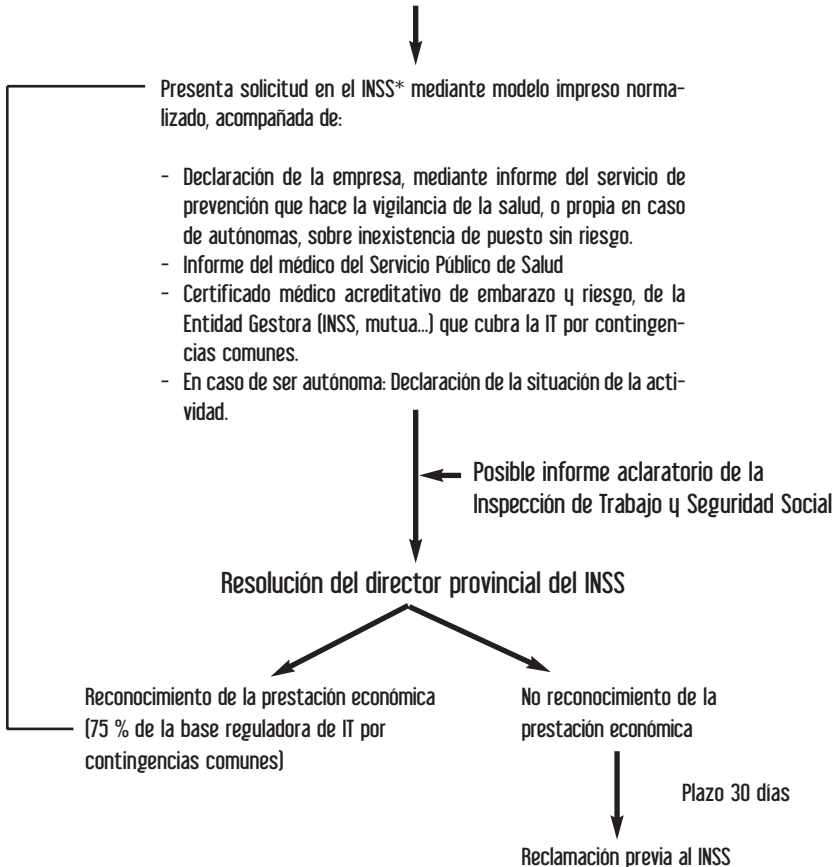 Presenta solicitud en el INSS* mediante modelo impreso norma-
lizado, acompañada de:
- Declaración de la empresa, mediante informe del servicio de
prevención que hace la vigilancia de la salud, o propia en caso
de autónomas, sobre inexistencia de puesto sin riesgo.
- Informe del médico del Servicio Público de Salud
- Certificado médico acreditativo de embarazo y riesgo, de la
Entidad Gestora (INSS, mutua...) que cubra la IT por contingen-
cias comunes.
- En caso de ser autónoma: Declaración de la situación de la acti-
vidad.
Posible informe aclaratorio de la
Inspección de Trabajo y Seguridad Social
Resolución del director provincial del INSS
Reconocimiento de la prestación económica
(75 % de la base reguladora de IT por
contingencias comunes)
No reconocimiento de la
prestación económica
Plazo 30 días
Reclamación previa al INSS